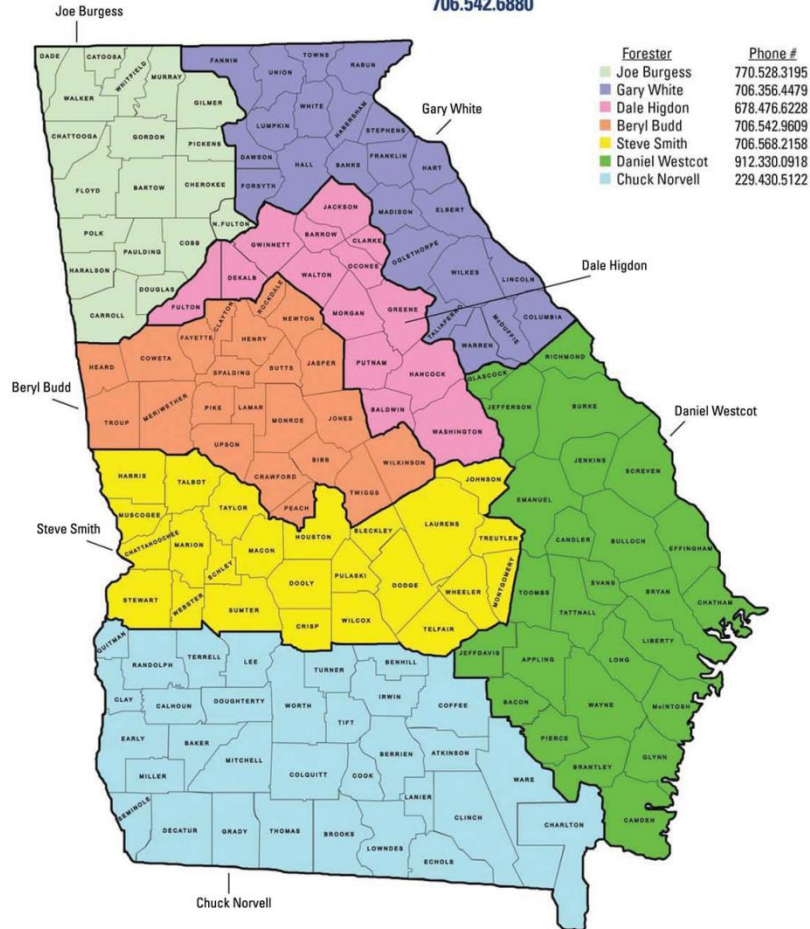 706.542.6880
Joe Burgess
Forester Phone #
Joe Burgess 770.528.3195
Gary White 706.356.4479
Dale Higdon 678.476.6228
Beryl Budd 706.542.9609
Steve Smith 706.568.2158
Daniel Westcot 912.330.0918
Chuck Norvell 229.430.5122
Gary White
Dale Higdon
Beryl Budd
Daniel Westcot
Steve Smith
Chuck Norvell
DADE
CATOOSA
WHITFIELD
MURRAY
WALKER
GILMER
CHATTOOGA
GORDON
PICKENS
FLOYD
BARTOW
CHEROKEE
N.FULTON
POLK
PAULDING
COBB
HARALSON
DOUGLAS
CARROLL
FANNIN
UNION
TOWNS
RABUN
LUMPKIN
WHITE
HABERSHAM
STEPHENS
DAWSON
HALL
BANKS
FRANKLIN
HART
FORSYTH
MADISON
ELBERT
OGLETHORPE
WILKES
LINCOLN
TALIAFERRO
WARREN
McDUFFIE
COLUMBIA
JACKSON
GWINNETT
BARROW
CLARKE
OCONEE
DEKALB
WALTON
FULTON
MORGAN
GREENE
PUTNAM
HANCOCK
BALDWIN
WASHINGTON
CLAYTON
ROCKDALE
FAYETTE
HENRY
NEWTON
HEARD
COWETA
SPALDING
BUTTS
JASPER
TROUP
MERIWETHER
PIKE
LAMAR
MONROE
JONES
UPSON
BIBB
WILKINSON
CRAWFORD
TWIGGS
PEACH
HARRIS
TALBOT
JOHNSON
MUSCOGEE
TAYLOR
LAURENS
CHATTAHOOCHEE
MARION
MACON
HOUSTON
BLECKLEY
TREUTLEN
SCHLEY
DOOLY
PULASKI
DODGE
WHEELER
MONTGOMERY
STEWART
WEBSTER
SUMTER
CRISP
WILCOX
TELFAIR
GLASCOCK
RICHMOND
JEFFERSON
BURKE
JENKINS
SCREVEN
EMANUEL
CANDLER
BULLOCH
EFFINGHAM
TOOMBS
EVANS
BRYAN
CHATHAM
TATTNALL
LIBERTY
JEFFDAVIS
APPLING
LONG
BACON
WAYNE
McINTOSH
PIERCE
GLYNN
BRANTLEY
CAMDEN
QUITMAN
RANDOLPH
TERRELL
LEE
TURNER
BENHILL
CLAY
CALHOUN
DOUGHTERTY
WORTH
IRWIN
COFFEE
TIFT
EARLY
BAKER
MITCHELL
BERRIEN
ATKINSON
WARE
MILLER
COLQUITT
COOK
LANIER
SEMINOLE
CLINCH
CHARLTON
DECATUR
GRADY
THOMAS
BROOKS
LOWNDES
ECHOLS